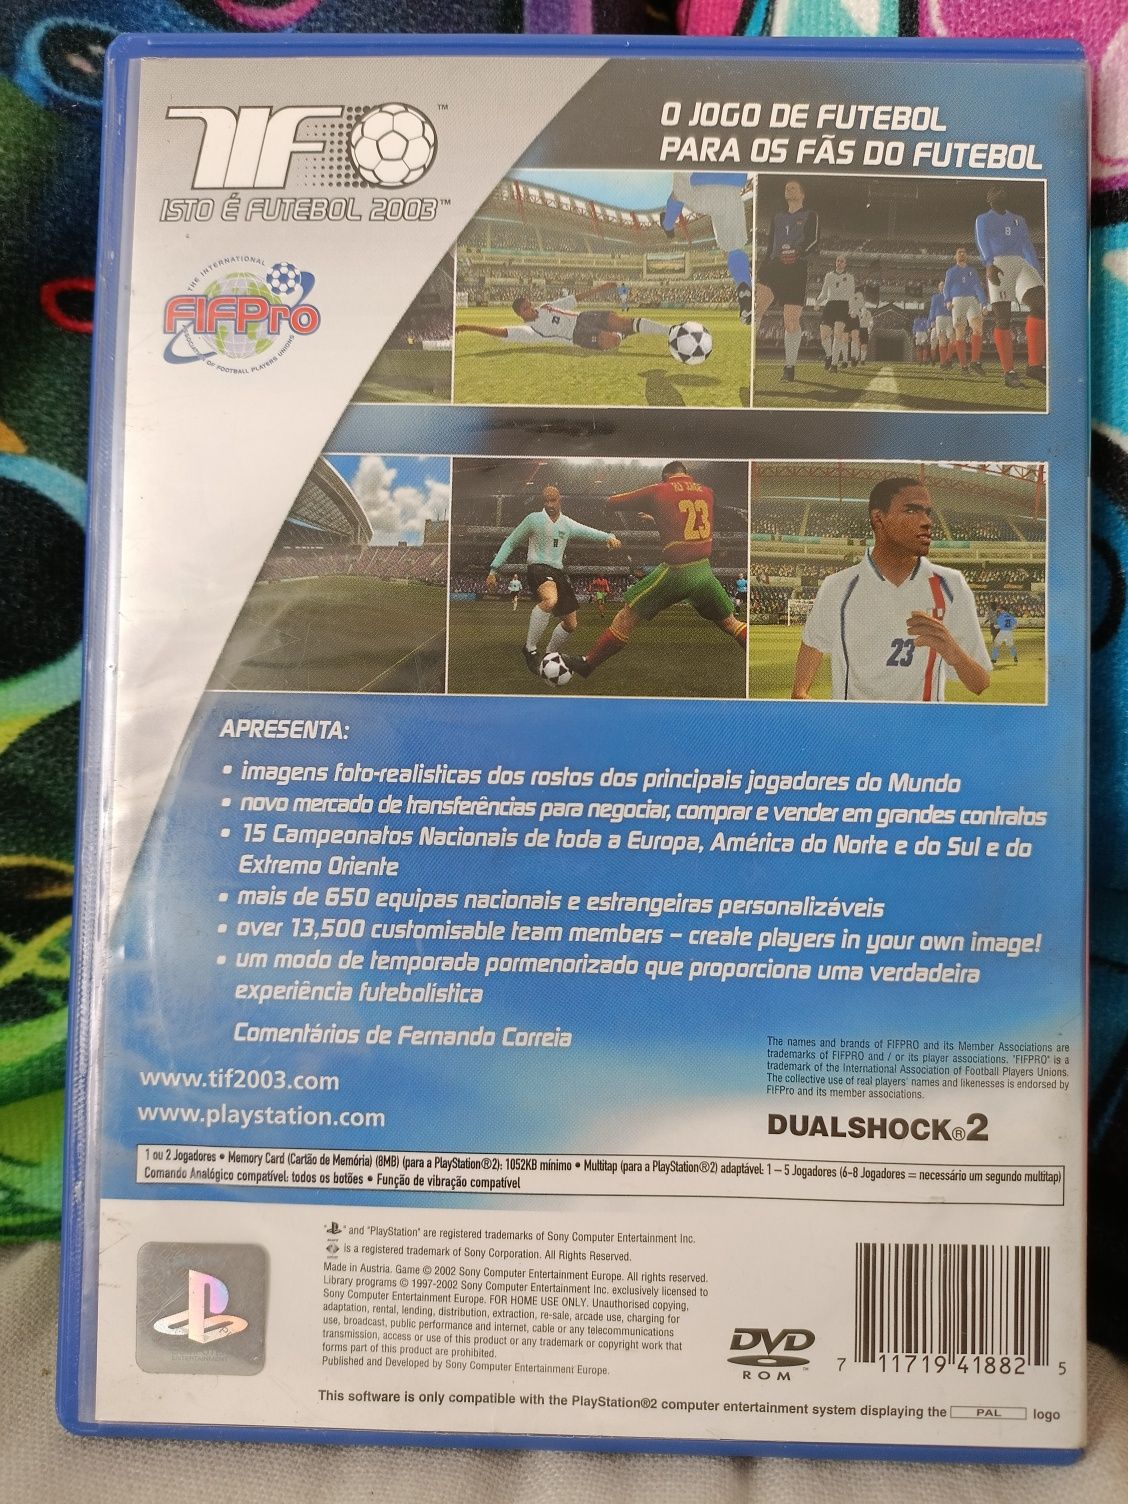 TIF
™
ISTO É FUTEBOL 2003™
THE INTERNATIONAL
FIFPro
ASSOCIATION OF FOOTBALL PLAYERS UNIONS
O JOGO DE FUTEBOL
PARA OS FÃS DO FUTEBOL
1
8
11
23
23
APRESENTA:
• imagens foto-realisticas dos rostos dos principais jogadores do Mundo
• novo mercado de transferências para negociar, comprar e vender em grandes contratos
• 15 Campeonatos Nacionais de toda a Europa, América do Norte e do Sul e do
Extremo Oriente
• mais de 650 equipas nacionais e estrangeiras personalizáveis
• over 13,500 customisable team members – create players in your own image!
• um modo de temporada pormenorizado que proporciona uma verdadeira
experiência futebolística
Comentários de Fernando Correia
www.tif2003.com
www.playstation.com
The names and brands of FIFPRO and its Member Associations are
trademarks of FIFPRO and / or its player associations. "FIFPRO" is a
trademark of the International Association of Football Players Unions.
The collective use of real players' names and likenesses is endorsed by
FIFPro and its member associations.
DUALSHOCK®2
1 ou 2 Jogadores • Memory Card (Cartão de Memória) (8MB) (para a PlayStation®2): 1052KB mínimo • Multitap (para a PlayStation®2) adaptável: 1 – 5 Jogadores (6-8 Jogadores = necessário um segundo multitap)
Comando Analógico compatível: todos os botões • Função de vibração compatível
" " and "PlayStation" are registered trademarks of Sony Computer Entertainment Inc.
is a registered trademark of Sony Corporation. All Rights Reserved.
Made in Austria. Game © 2002 Sony Computer Entertainment Europe. All rights reserved.
Library programs © 1997-2002 Sony Computer Entertainment Inc. exclusively licensed to
Sony Computer Entertainment Europe. FOR HOME USE ONLY. Unauthorised copying,
adaptation, rental, lending, distribution, extraction, re-sale, arcade use, charging for
use, broadcast, public performance and internet, cable or any telecommunications
transmission, access or use of this product or any trademark or copyright work that
forms part of this product are prohibited.
Published and Developed by Sony Computer Entertainment Europe.
DVD
ROM
7 11719 41882 5
This software is only compatible with the PlayStation®2 computer entertainment system displaying the PAL logo